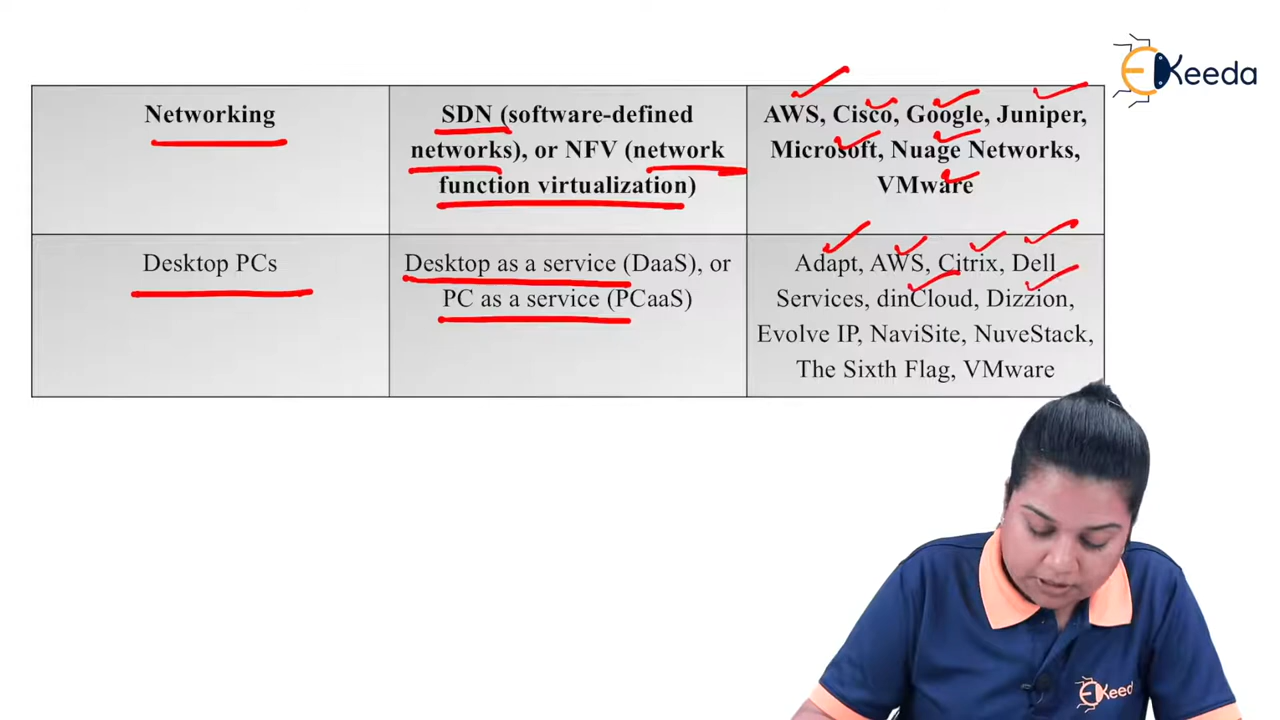 EKeeda
Networking
SDN (software-defined
networks), or NFV (network
function virtualization)
AWS, Cisco, Google, Juniper,
Microsoft, Nuage Networks,
VMware
Desktop PCs
Desktop as a service (DaaS), or
PC as a service (PCaaS)
Adapt, AWS, Citrix, Dell
Services, dinCloud, Dizzion,
Evolve IP, NaviSite, NuveStack,
The Sixth Flag, VMware
EKeeda